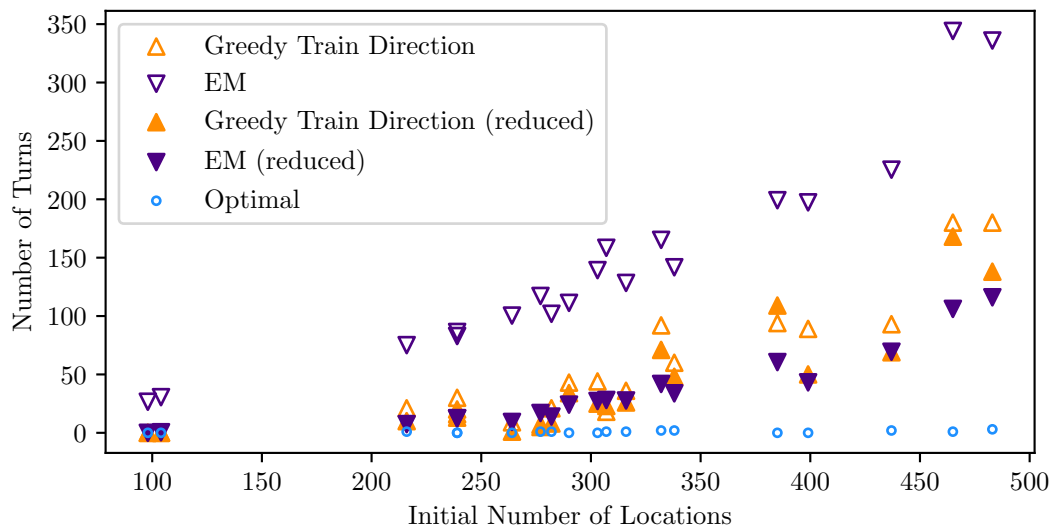 350
300
250
200
150
100
50
0
Number of Turns
Greedy Train Direction
EM
Greedy Train Direction (reduced)
EM (reduced)
Optimal
100 150 200 250 300 350 400 450 500
Initial Number of Locations